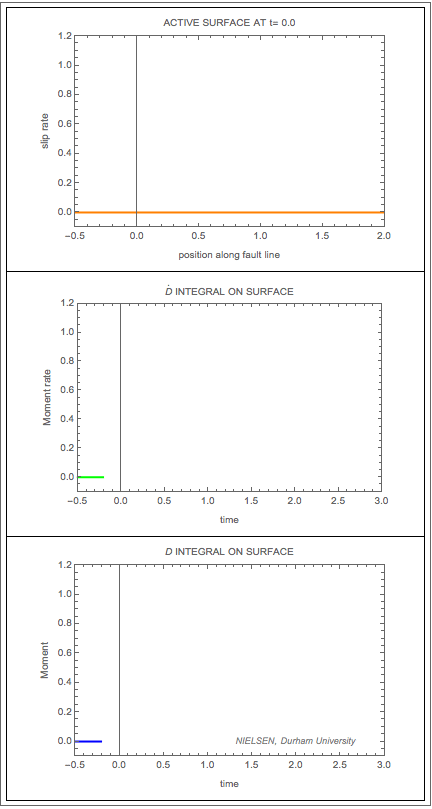 ACTIVE SURFACE AT t= 0.0
1.2
1.0
0.8
0.6
0.4
0.2
0.0
slip rate
−0.5 0.0 0.5 1.0 1.5 2.0
position along fault line
Ḋ INTEGRAL ON SURFACE
1.2
1.0
0.8
0.6
0.4
0.2
0.0
Moment rate
−0.5 0.0 0.5 1.0 1.5 2.0 2.5 3.0
time
D INTEGRAL ON SURFACE
1.2
1.0
0.8
0.6
0.4
0.2
0.0
Moment
NIELSEN, Durham University
−0.5 0.0 0.5 1.0 1.5 2.0 2.5 3.0
time